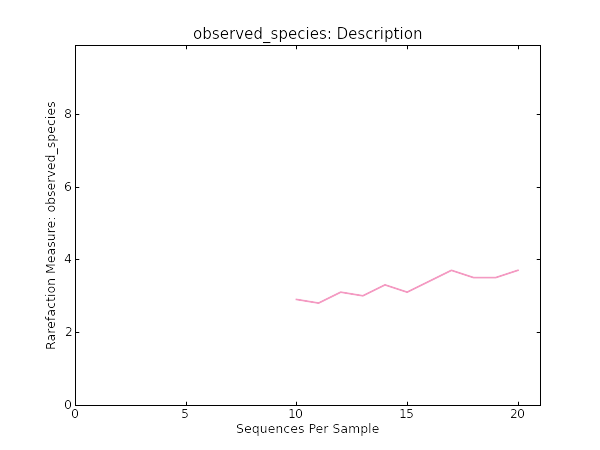 observed_species: Description
Rarefaction Measure: observed_species
8
6
4
2
0
0 5 10 15 20
Sequences Per Sample